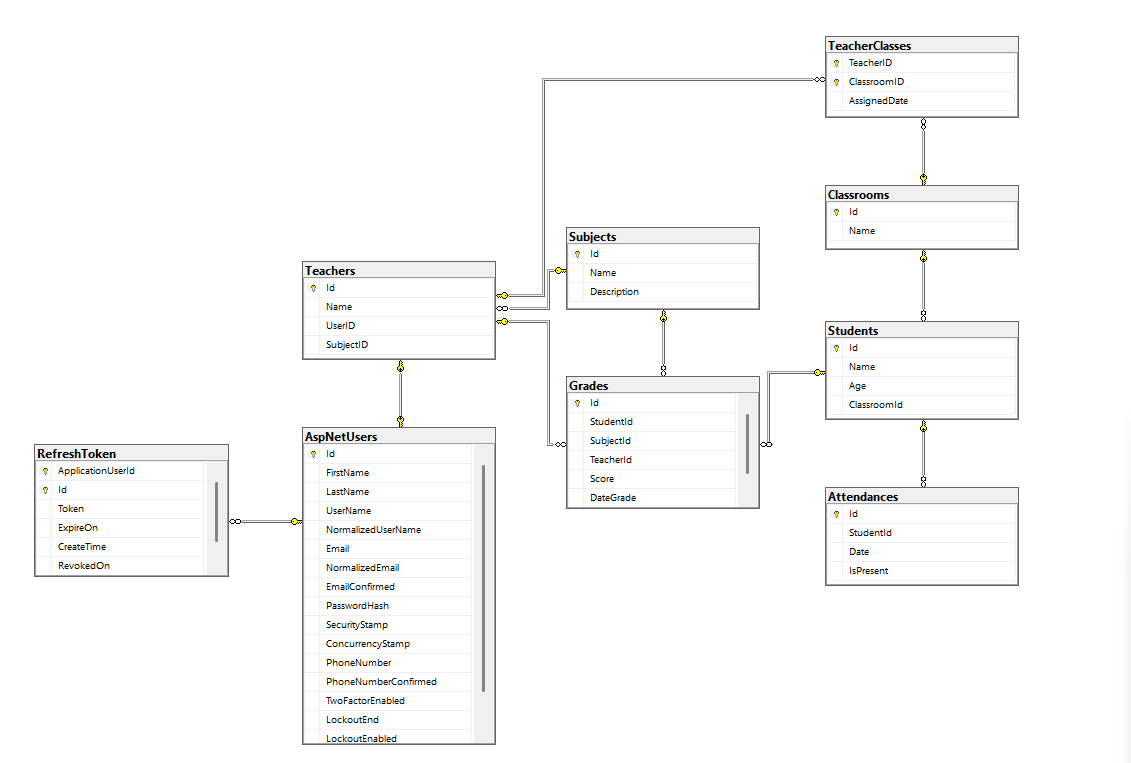 TeacherClasses
TeacherID
ClassroomID
AssignedDate
Classrooms
Id
Name
Subjects
Id
Name
Description
Teachers
Id
Name
UserID
SubjectID
Students
Id
Name
Age
ClassroomId
Grades
Id
StudentId
SubjectId
TeacherId
Score
DateGrade
AspNetUsers
Id
FirstName
LastName
UserName
NormalizedUserName
Email
NormalizedEmail
EmailConfirmed
PasswordHash
SecurityStamp
ConcurrencyStamp
PhoneNumber
PhoneNumberConfirmed
TwoFactorEnabled
LockoutEnd
LockoutEnabled
RefreshToken
ApplicationUserId
Id
Token
ExpireOn
CreateTime
RevokedOn
Attendances
Id
StudentId
Date
IsPresent